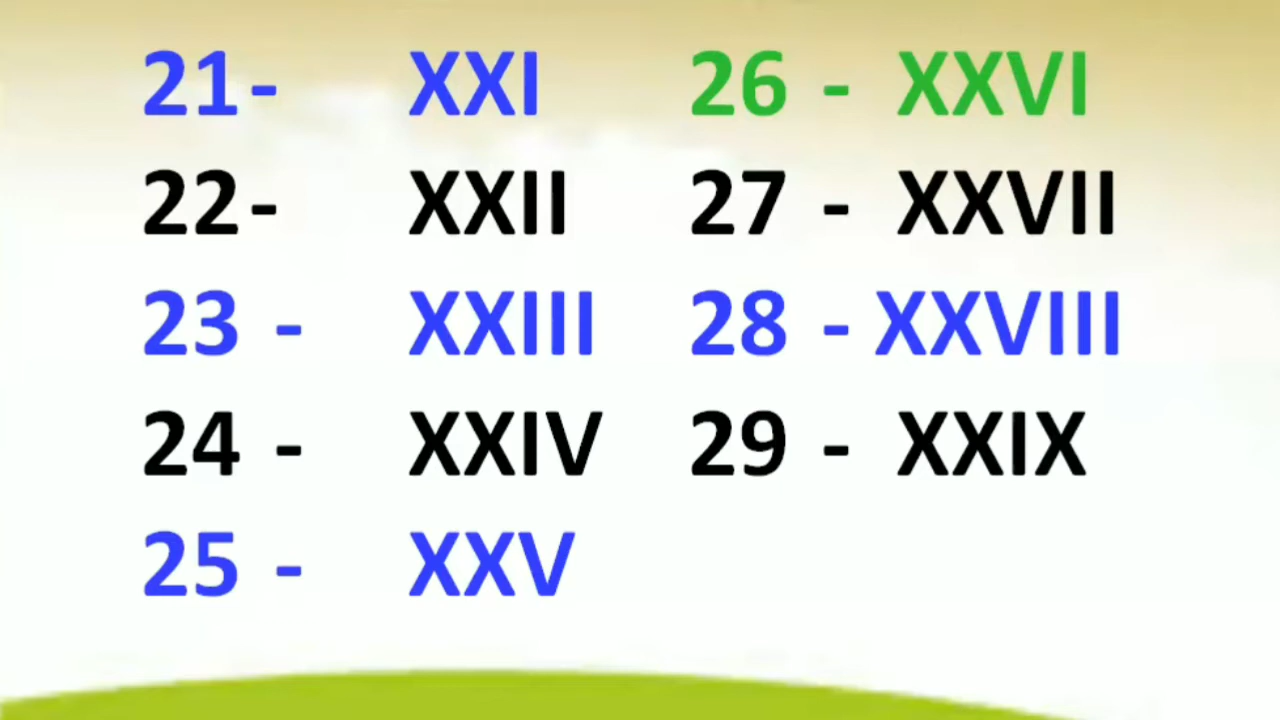 21- XXI
22- XXII
23 - XXIII
24 - XXIV
25 - XXV
26 - XXVI
27 - XXVII
28 - XXVIII
29 - XXIX